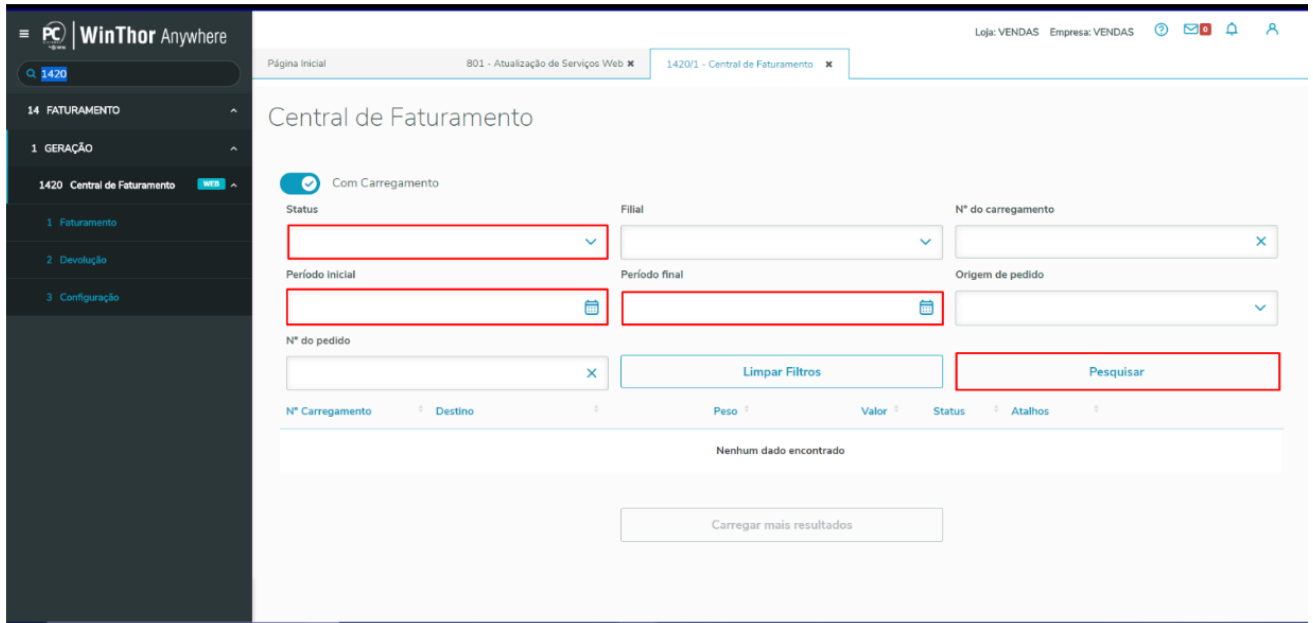 PC | WinThor Anywhere
1420
14 FATURAMENTO
1 GERAÇÃO
1420 Central de Faturamento WEB
1 Faturamento
2 Devolução
3 Configuração
Loja: VENDAS Empresa: VENDAS 0
Página Inicial 801 - Atualização de Serviços Web 1420/1 - Central de Faturamento
Central de Faturamento
Com Carregamento
Status Filial N° do carregamento
Período inicial Período final Origem de pedido
N° do pedido
Limpar Filtros Pesquisar
N° Carregamento Destino Peso Valor Status Atalhos
Nenhum dado encontrado
Carregar mais resultados